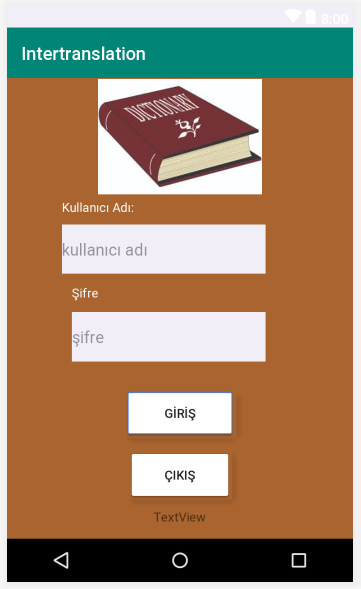 8:00
Intertranslation
DICTIONARY
Kullanıcı Adı:
kullanıcı adı
Şifre
şifre
GİRİŞ
ÇIKIŞ
TextView